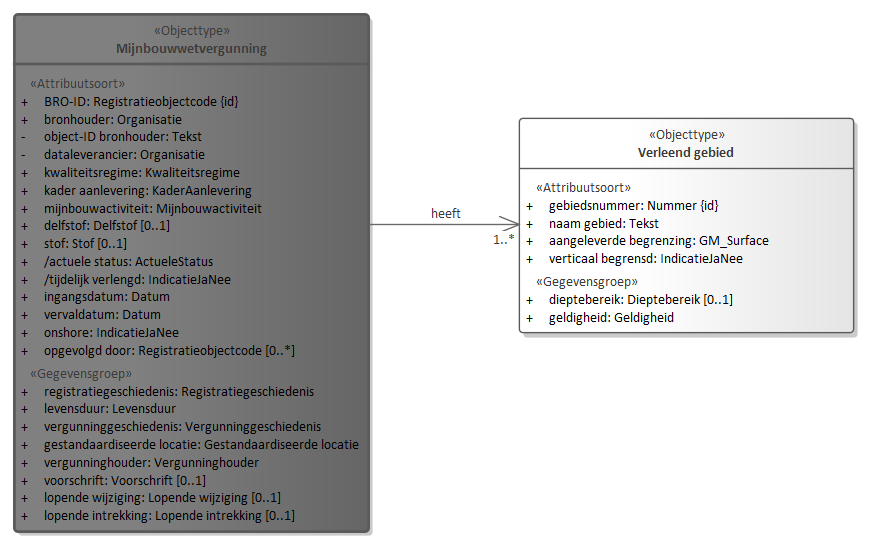 «Objecttype»
Mijnbouwwetvergunning
«Attribuutsoort»
+ BRO-ID: Registratieobjectcode {id}
+ bronhouder: Organisatie
- object-ID bronhouder: Tekst
- dataleverancier: Organisatie
+ kwaliteitsregime: Kwaliteitsregime
+ kader aanlevering: KaderAanlevering
+ mijnbouwactiviteit: Mijnbouwactiviteit
+ delfstof: Delfstof [0..1]
+ stof: Stof [0..1]
+ /actuele status: ActueleStatus
+ /tijdelijk verlengd: IndicatieJaNee
+ ingangsdatum: Datum
+ vervaldatum: Datum
+ onshore: IndicatieJaNee
+ opgevolgd door: Registratieobjectcode [0..*]
«Gegevensgroep»
+ registratiegeschiedenis: Registratiegeschiedenis
+ levensduur: Levensduur
+ vergunninggeschiedenis: Vergunninggeschiedenis
+ gestandaardiseerde locatie: Gestandaardiseerde locatie
+ vergunninghouder: Vergunninghouder
+ voorschrift: Voorschrift [0..1]
+ lopende wijziging: Lopende wijziging [0..1]
+ lopende intrekking: Lopende intrekking [0..1]
heeft
1..*
«Objecttype»
Verleend gebied
«Attribuutsoort»
+ gebiedsnummer: Nummer {id}
+ naam gebied: Tekst
+ aangeleverde begrenzing: GM_Surface
+ verticaal begrensd: IndicatieJaNee
«Gegevensgroep»
+ dieptebereik: Dieptebereik [0..1]
+ geldigheid: Geldigheid